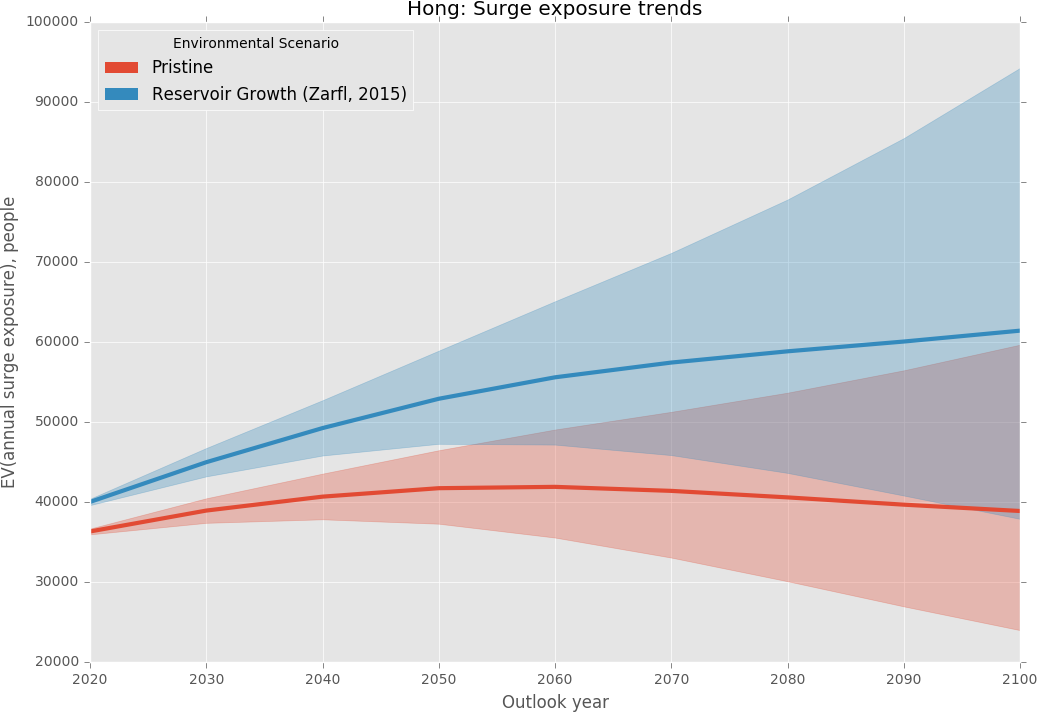 Hong: Surge exposure trends
Environmental Scenario
Pristine
Reservoir Growth (Zarfl, 2015)
EV(annual surge exposure), people
100000
90000
80000
70000
60000
50000
40000
30000
20000
2020 2030 2040 2050 2060 2070 2080 2090 2100
Outlook year